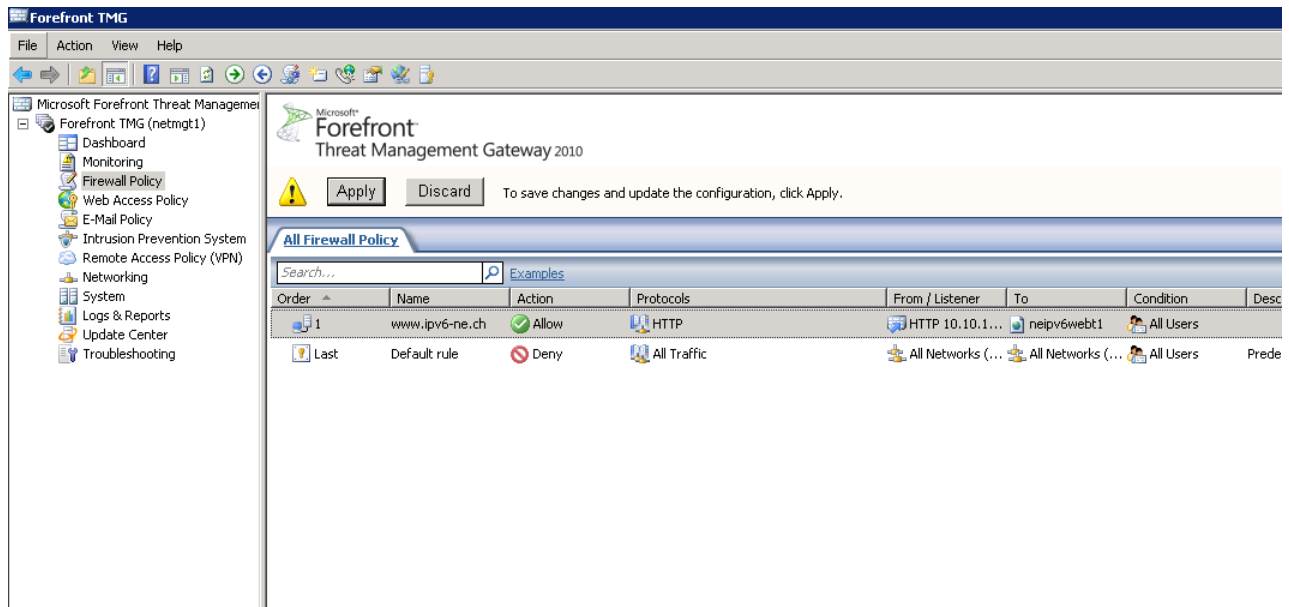 Forefront TMG
File Action View Help
Microsoft Forefront Threat Managemer
Forefront TMG (netmgt1)
Dashboard
Monitoring
Firewall Policy
Web Access Policy
E-Mail Policy
Intrusion Prevention System
Remote Access Policy (VPN)
Networking
System
Logs & Reports
Update Center
Troubleshooting
Microsoft
Forefront
Threat Management Gateway 2010
Apply Discard To save changes and update the configuration, click Apply.
All Firewall Policy
Search... Examples
Order Name Action Protocols From / Listener To Condition Desc
1 www.ipv6-ne.ch Allow HTTP HTTP 10.10.1... neipv6webt1 All Users
Last Default rule Deny All Traffic All Networks (... All Networks (... All Users Prede